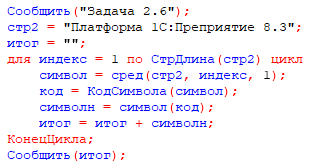 Сообщить("Задача 2.6");
стр2 = "Платформа 1С:Преприятие 8.3";
итог = "";
для индекс = 1 по СтрДлина(стр2) цикл
символ = сред(стр2, индекс, 1);
код = КодСимвола(символ);
символн = символ(код);
итог = итог + символн;
КонецЦикла;
Сообщить(итог);